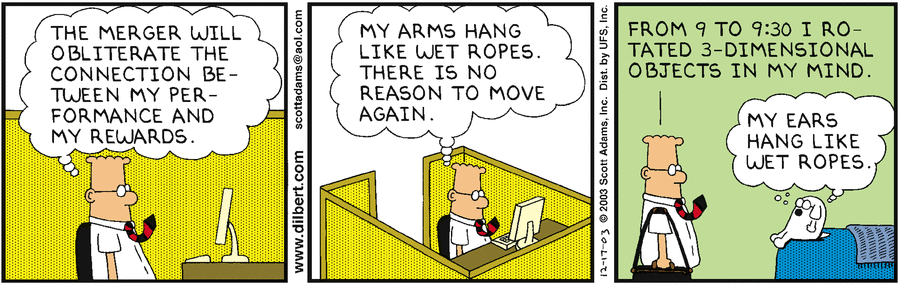 THE MERGER WILL
OBLITERATE THE
CONNECTION BE-
TWEEN MY PER-
FORMANCE AND
MY REWARDS.
www.dilbert.com scottadams@aol.com
MY ARMS HANG
LIKE WET ROPES.
THERE IS NO
REASON TO MOVE
AGAIN.
12-17-03 © 2003 Scott Adams, Inc. Dist. by UFS, Inc.
FROM 9 TO 9:30 I RO-
TATED 3-DIMENSIONAL
OBJECTS IN MY MIND.
MY EARS
HANG LIKE
WET ROPES.